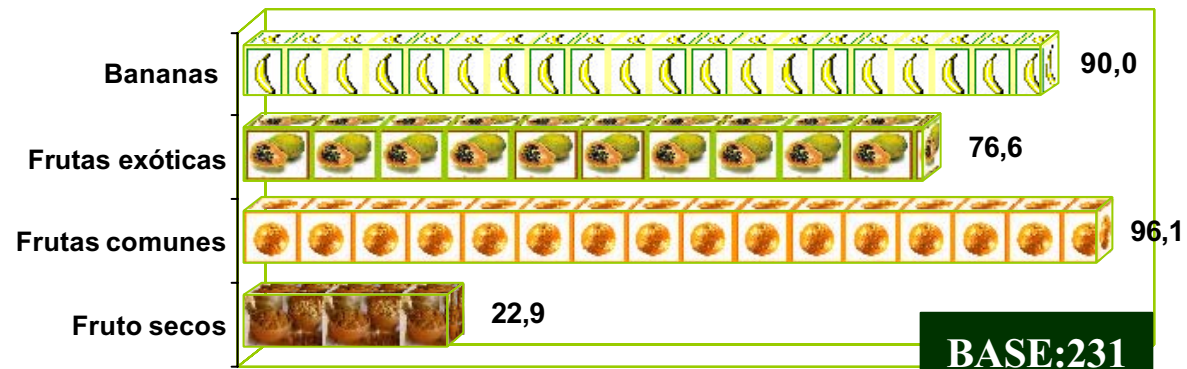 Bananas 90,0
Frutas exóticas 76,6
Frutas comunes 96,1
Fruto secos 22,9
BASE:231